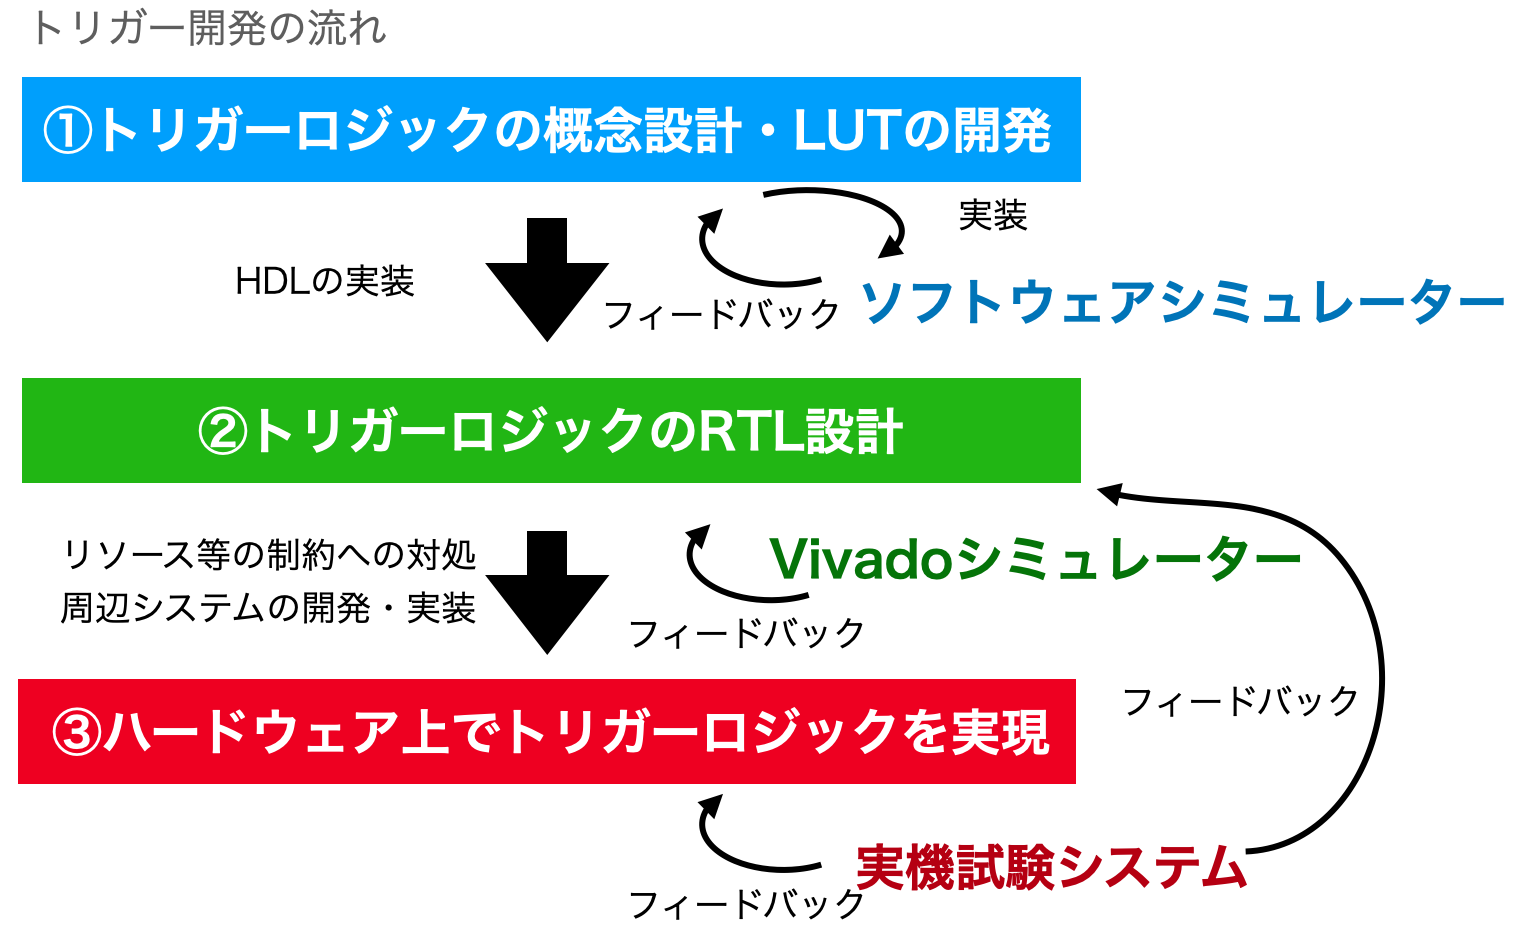 トリガー開発の流れ
①トリガーロジックの概念設計・LUTの開発
実装
HDLの実装
フィードバック
ソフトウェアシミュレーター
②トリガーロジックのRTL設計
リソース等の制約への対処
周辺システムの開発・実装
Vivadoシミュレーター
フィードバック
③ハードウェア上でトリガーロジックを実現
フィードバック
実機試験システム
フィードバック